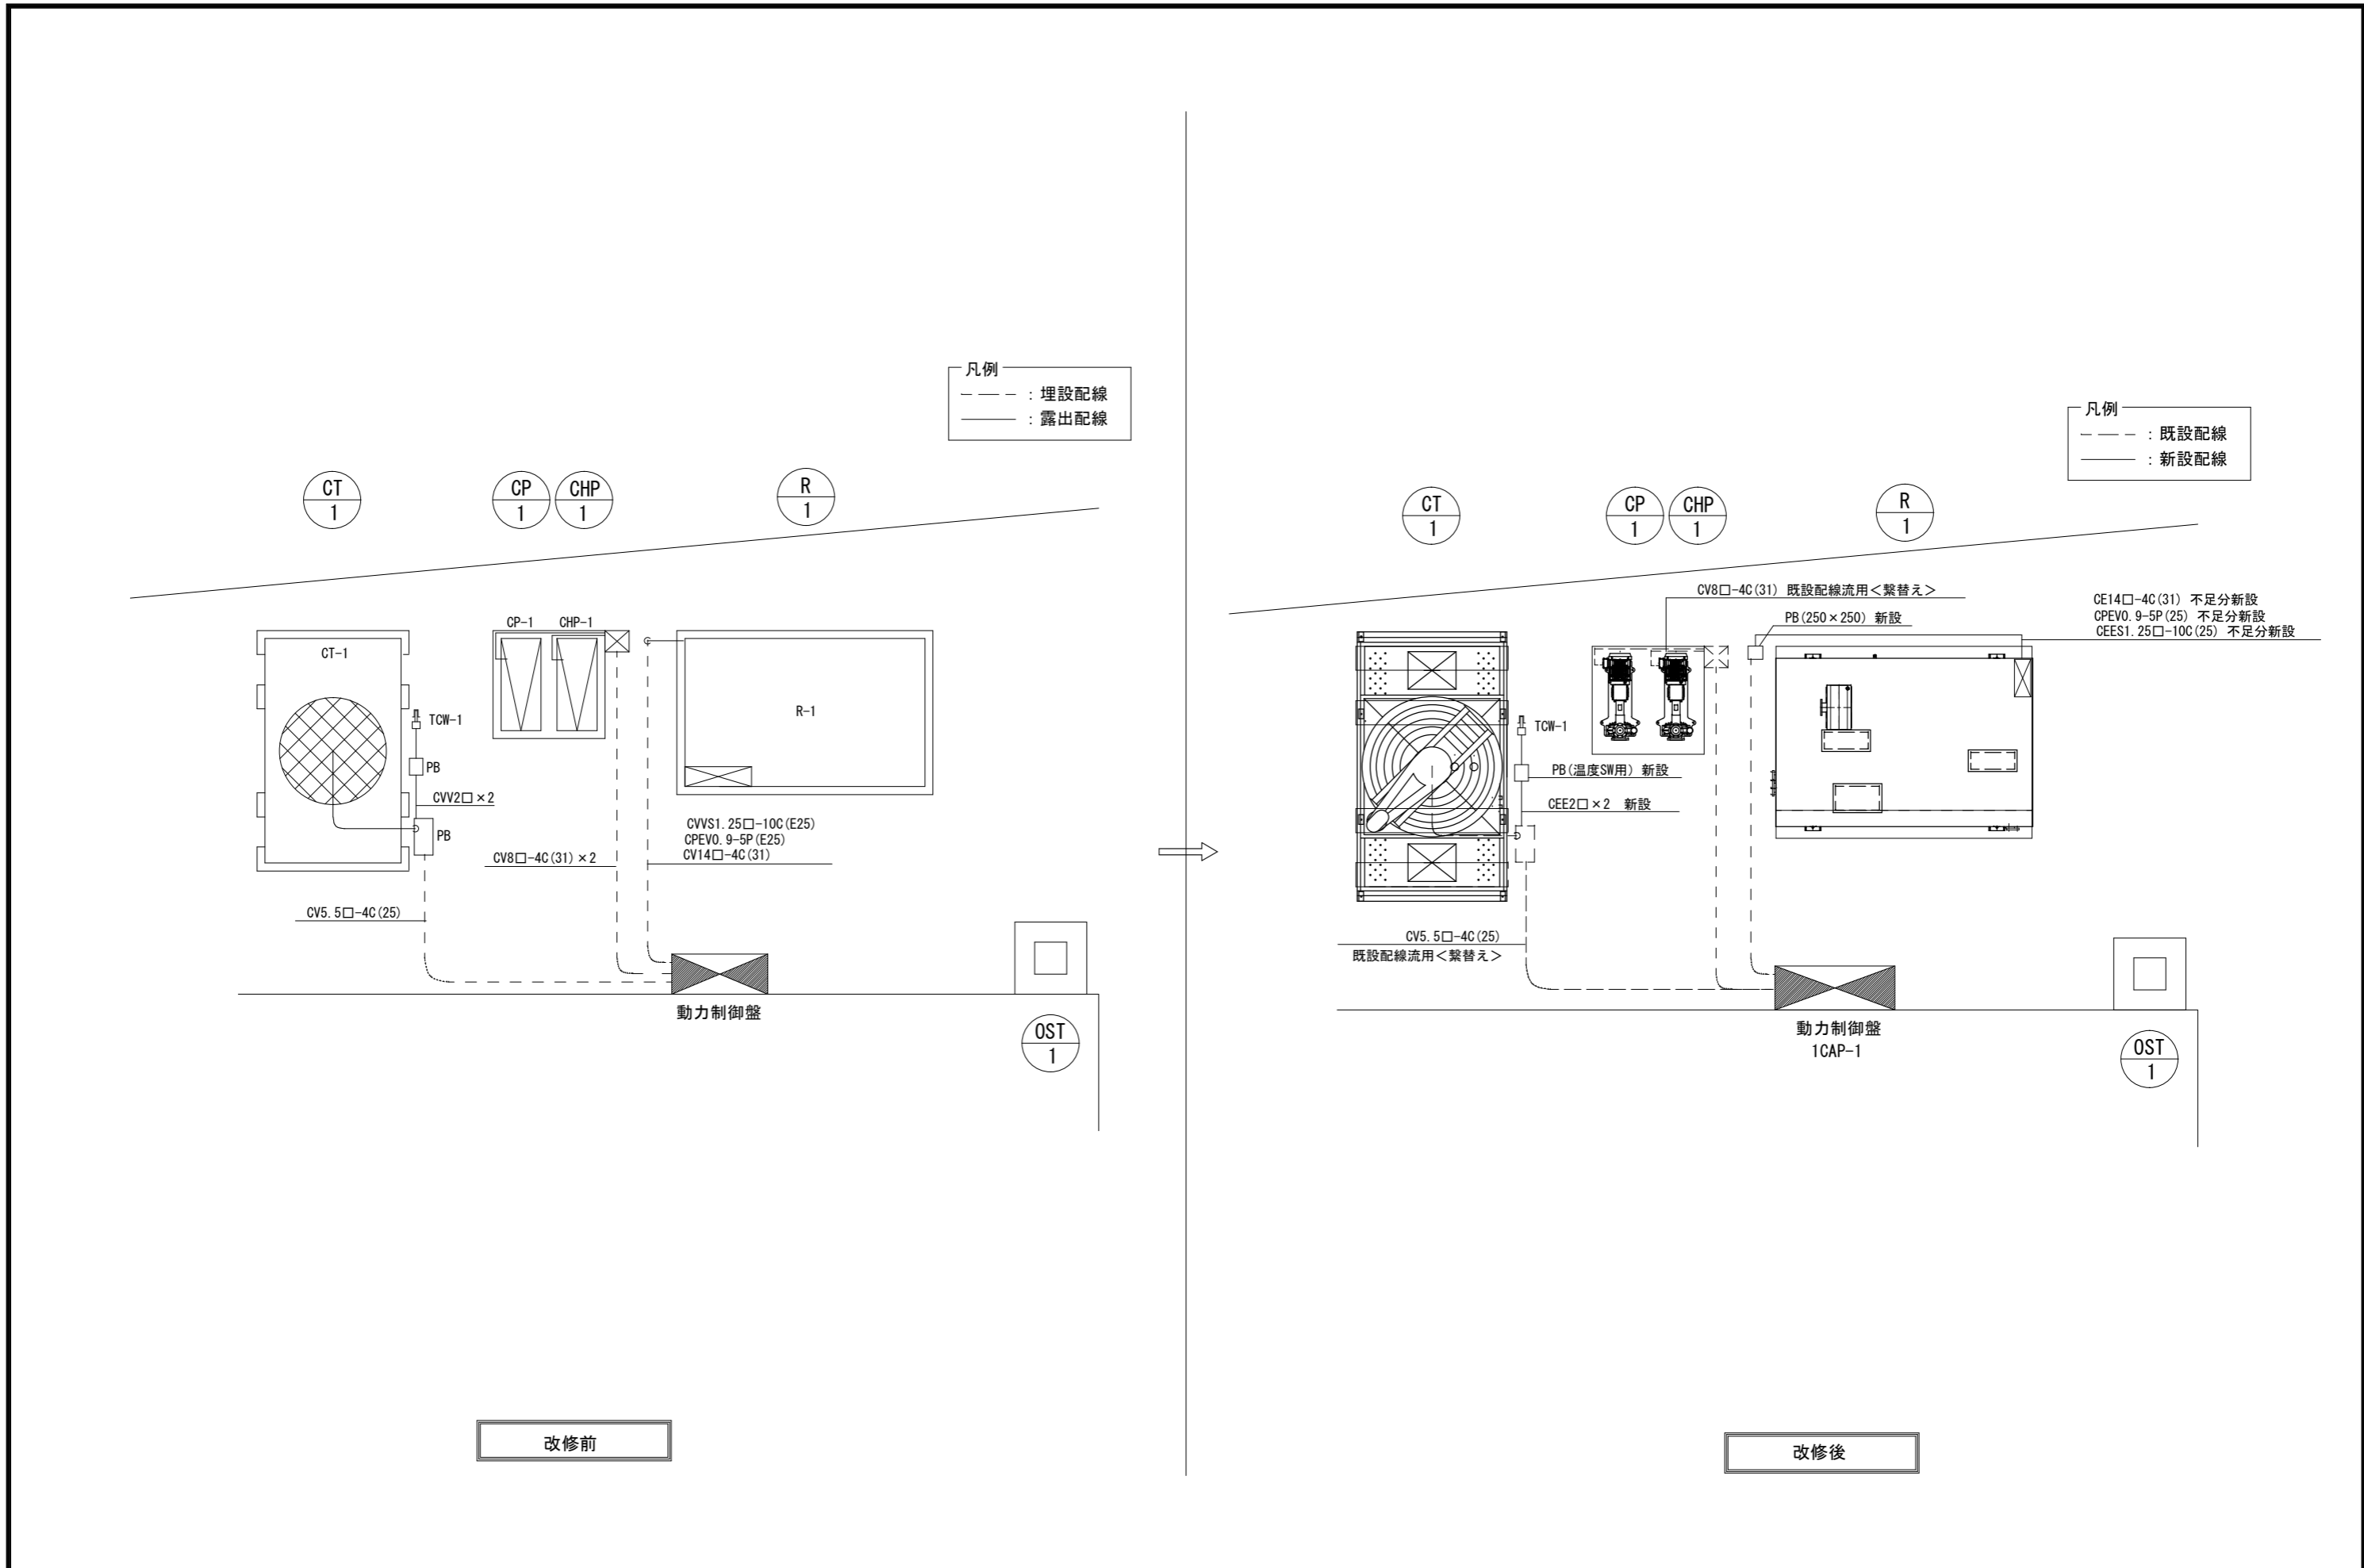 凡例
：埋設配線
：露出配線
CT
1
CP
1
CHP
1
R
1
CP-1
CHP-1
CT-1
TCW-1
R-1
PB
CVV2□×2
PB
CVVS1.25□-10C(E25)
CPEV0.9-5P(E25)
CV14□-4C(31)
CV8□-4C(31)×2
CV5.5□-4C(25)
動力制御盤
OST
1
改修前
凡例
：既設配線
：新設配線
CT
1
CP
1
CHP
1
R
1
CV8□-4C(31) 既設配線流用＜繋替え＞
PB(250×250) 新設
CE14□-4C(31) 不足分新設
CPEV0.9-5P(25) 不足分新設
CEES1.25□-10C(25) 不足分新設
TCW-1
PB(温度SW用) 新設
CEE2□×2 新設
CV5.5□-4C(25)
既設配線流用＜繋替え＞
動力制御盤
1CAP-1
OST
1
改修後